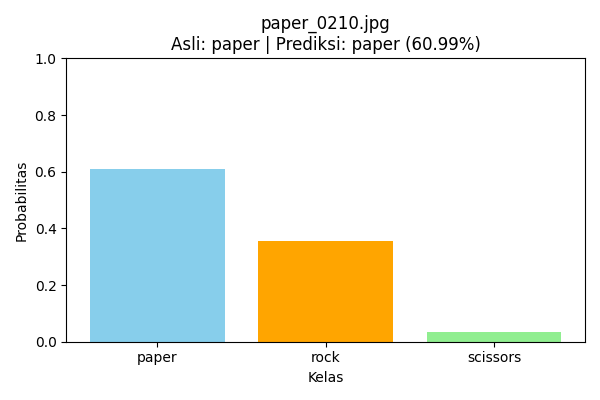 paper_0210.jpg
Asli: paper | Prediksi: paper (60.99%)
1.0
0.8
0.6
0.4
0.2
0.0
Probabilitas
paper
rock
scissors
Kelas